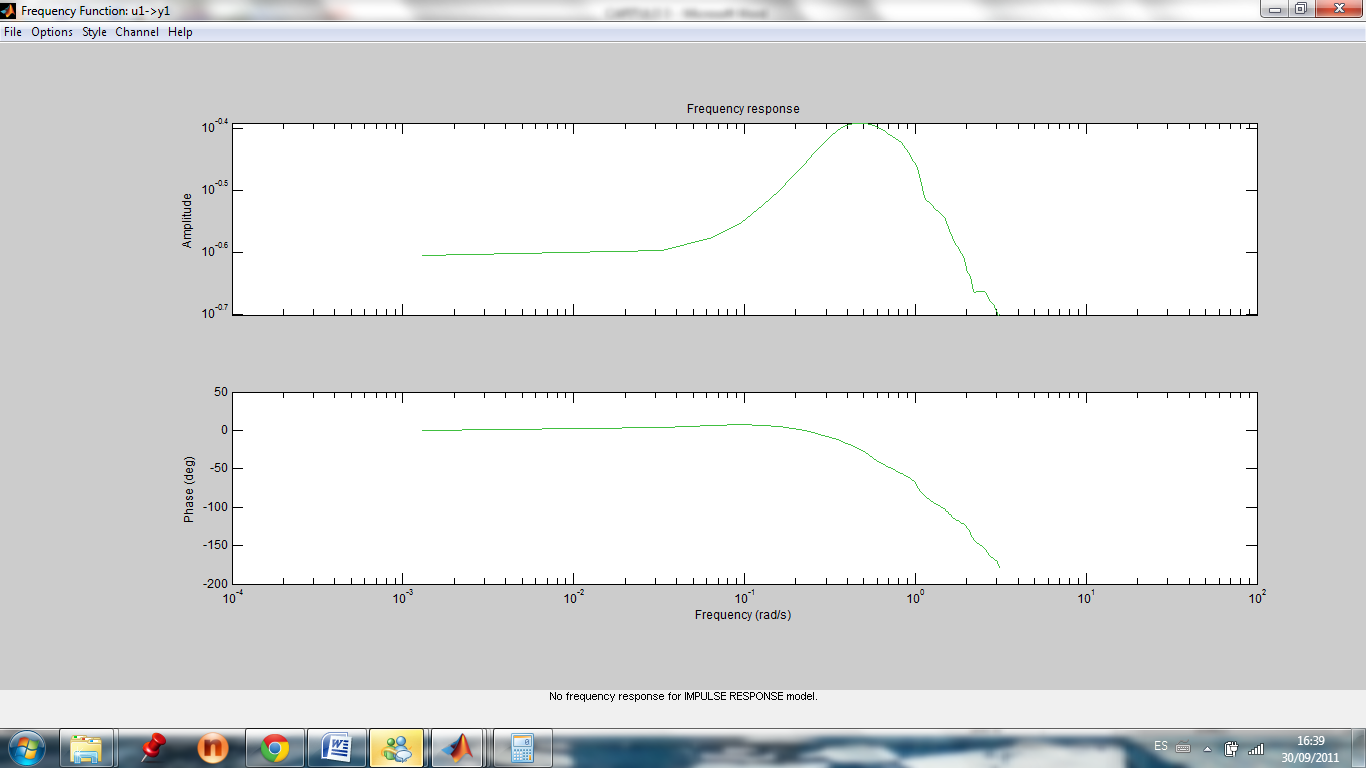 Frequency Function: u1->y1
File Options Style Channel Help
Frequency response
Amplitude
10^-0.4
10^-0.5
10^-0.6
10^-0.7
Phase (deg)
50
0
-50
-100
-150
-200
10^-4 10^-3 10^-2 10^-1 10^0 10^1 10^2
Frequency (rad/s)
No frequency response for IMPULSE RESPONSE model.
ES
16:39
30/09/2011